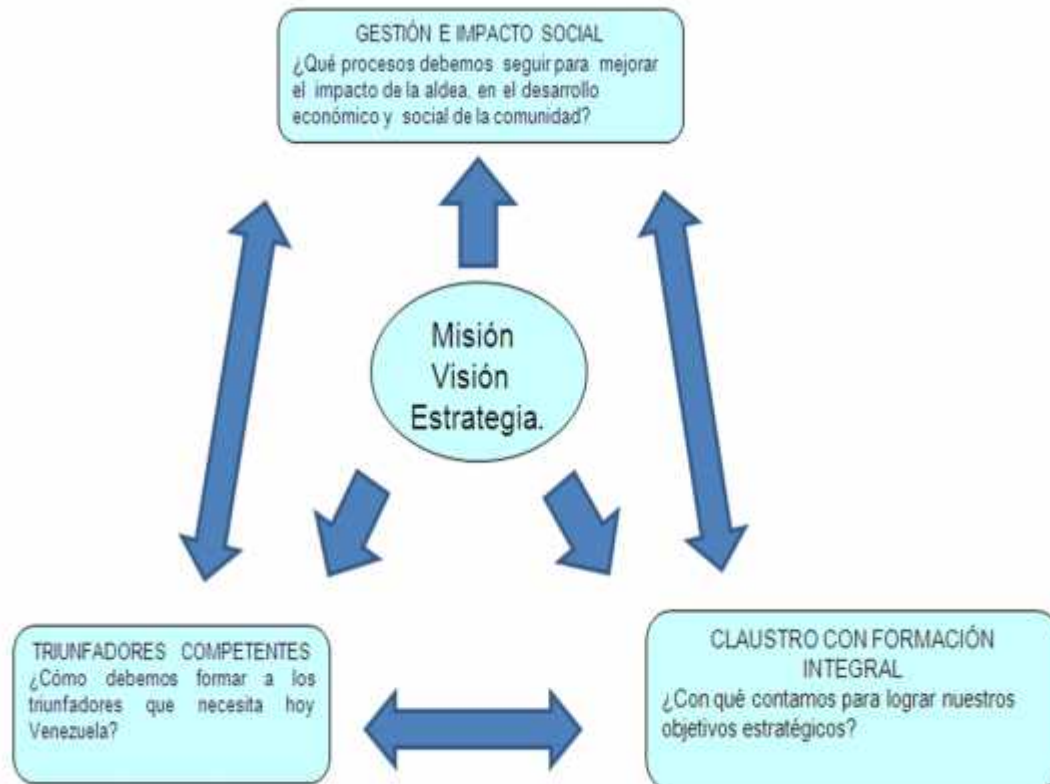 GESTIÓN E IMPACTO SOCIAL
¿Qué procesos debemos seguir para mejorar
el impacto de la aldea, en el desarrollo
económico y social de la comunidad?
Misión
Visión
Estrategia.
TRIUNFADORES COMPETENTES
¿Cómo debemos formar a los
triunfadores que necesita hoy
Venezuela?
CLAUSTRO CON FORMACIÓN
INTEGRAL
¿Con qué contamos para lograr nuestros
objetivos estratégicos?